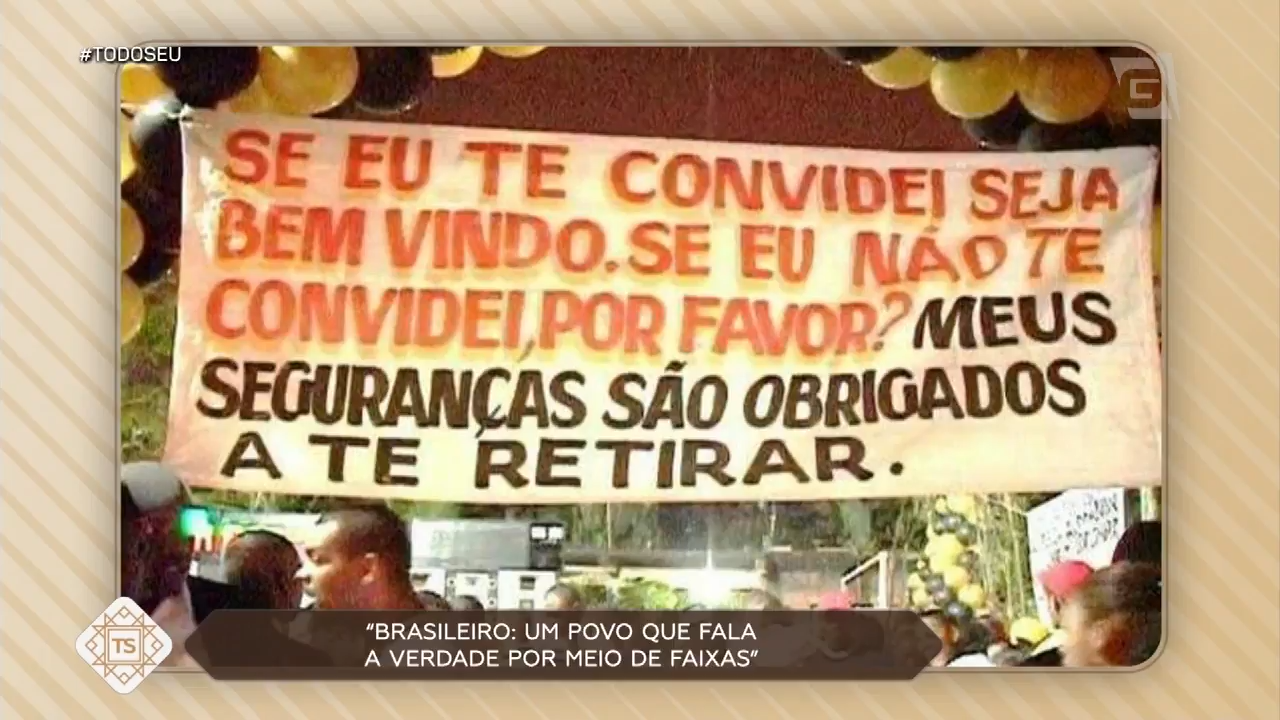 #TODOSEU
G
SE EU TE CONVIDEI SEJA
BEM VINDO. SE EU NÃO TE
CONVIDEI, POR FAVOR? MEUS
SEGURANÇAS SÃO OBRIGADOS
A TE RETIRAR.
TS
“BRASILEIRO: UM POVO QUE FALA
A VERDADE POR MEIO DE FAIXAS”